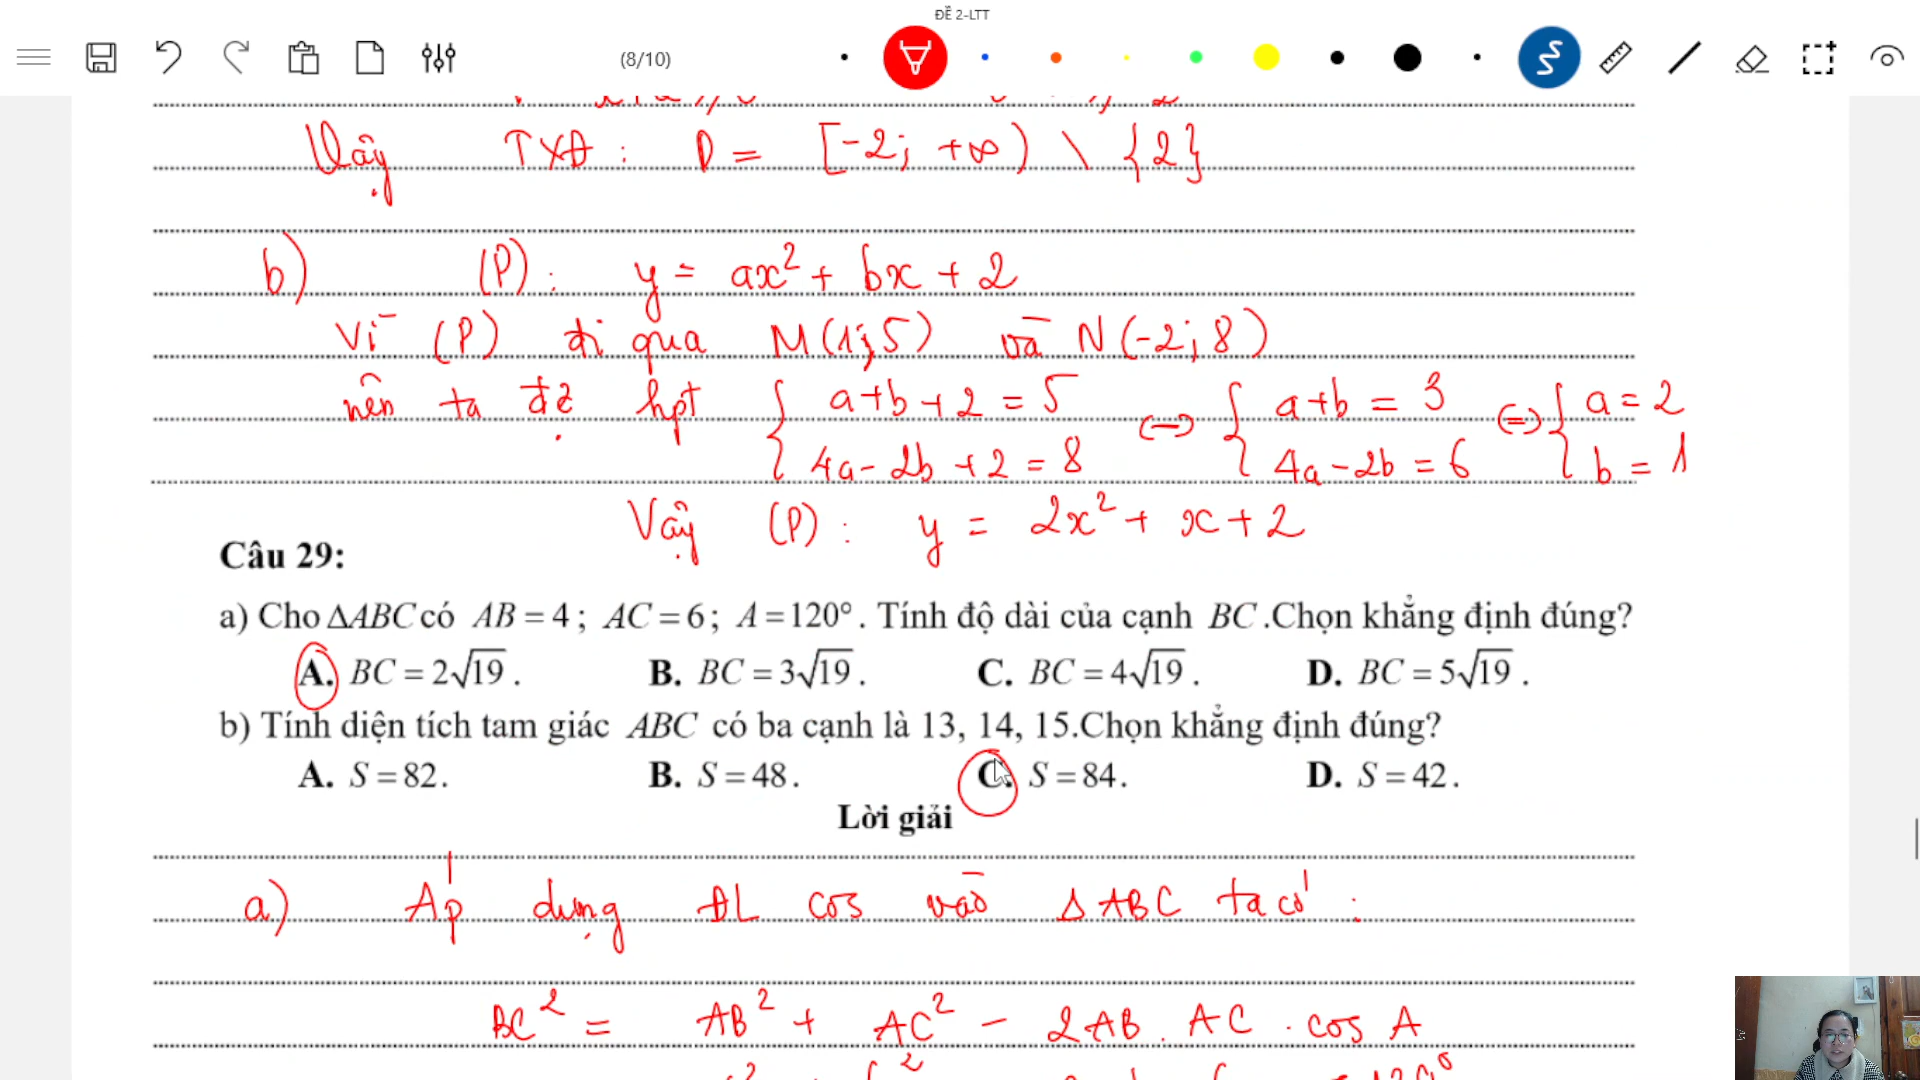 ĐỀ 2-LTT
(8/10)
Vậy TXĐ : D = [-2; +∞) \ {2}
b) (P) : y = ax² + bx + 2
Vì (P) đi qua M(1;5) và N(-2;8)
nên ta đc hpt { a+b+2=5 <=> { a+b = 3 <=> { a=2
4a-2b+2=8 4a-2b=6 b=1
Vậy (P) : y = 2x² + x + 2
Câu 29:
a) Cho ΔABC có AB = 4 ; AC = 6 ; A = 120° . Tính độ dài của cạnh BC .Chọn khẳng định đúng?
A. BC = 2√19 . B. BC = 3√19 . C. BC = 4√19 . D. BC = 5√19 .
b) Tính diện tích tam giác ABC có ba cạnh là 13, 14, 15.Chọn khẳng định đúng?
A. S = 82 . B. S = 48 . C. S = 84 . D. S = 42 .
Lời giải
a) Áp dụng ĐL cos vào Δ ABC ta có :
BC² = AB² + AC² - 2AB . AC . cos A